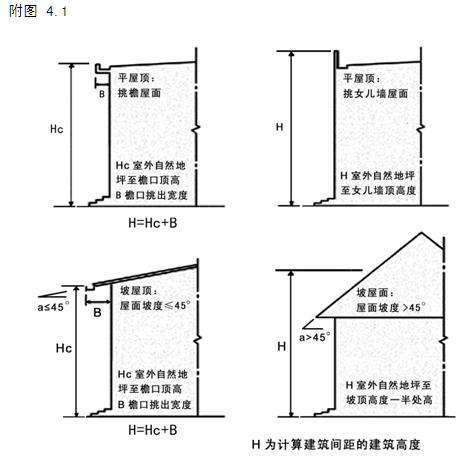 附图 4.1
平屋顶:
挑檐屋面
B
Hc
Hc 室外自然地
坪至檐口顶高
B 檐口挑出宽度
H=Hc+B
平屋顶:
挑女儿墙屋面
H
H 室外自然地坪
至女儿墙顶高度
坡屋顶:
屋面坡度≤45°
a≤45°
B
Hc
Hc 室外自然地
坪至檐口顶高
B 檐口挑出宽度
H=Hc+B
坡屋面:
屋面坡度>45°
a>45°
H
H 室外自然地坪至
坡顶高度一半处高
H 为计算建筑间距的建筑高度